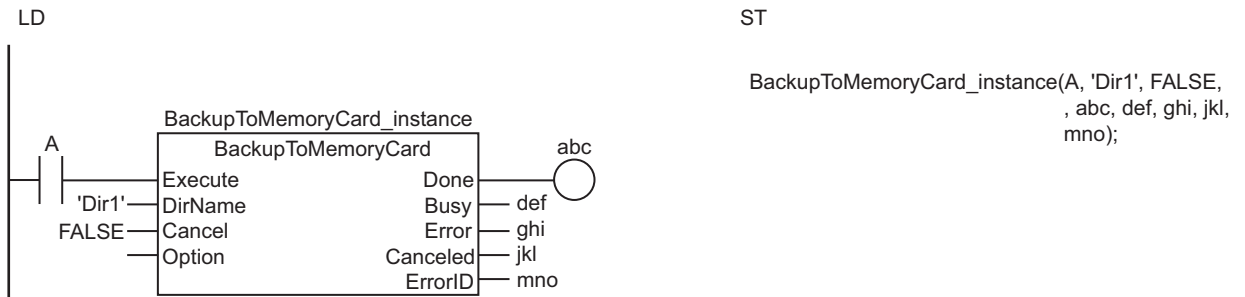 LD
ST
BackupToMemoryCard_instance(A, 'Dir1', FALSE,
, abc, def, ghi, jkl,
mno);
BackupToMemoryCard_instance
A
BackupToMemoryCard
abc
Execute
Done
'Dir1'
DirName
Busy
def
FALSE
Cancel
Error
ghi
Option
Canceled
jkl
ErrorID
mno